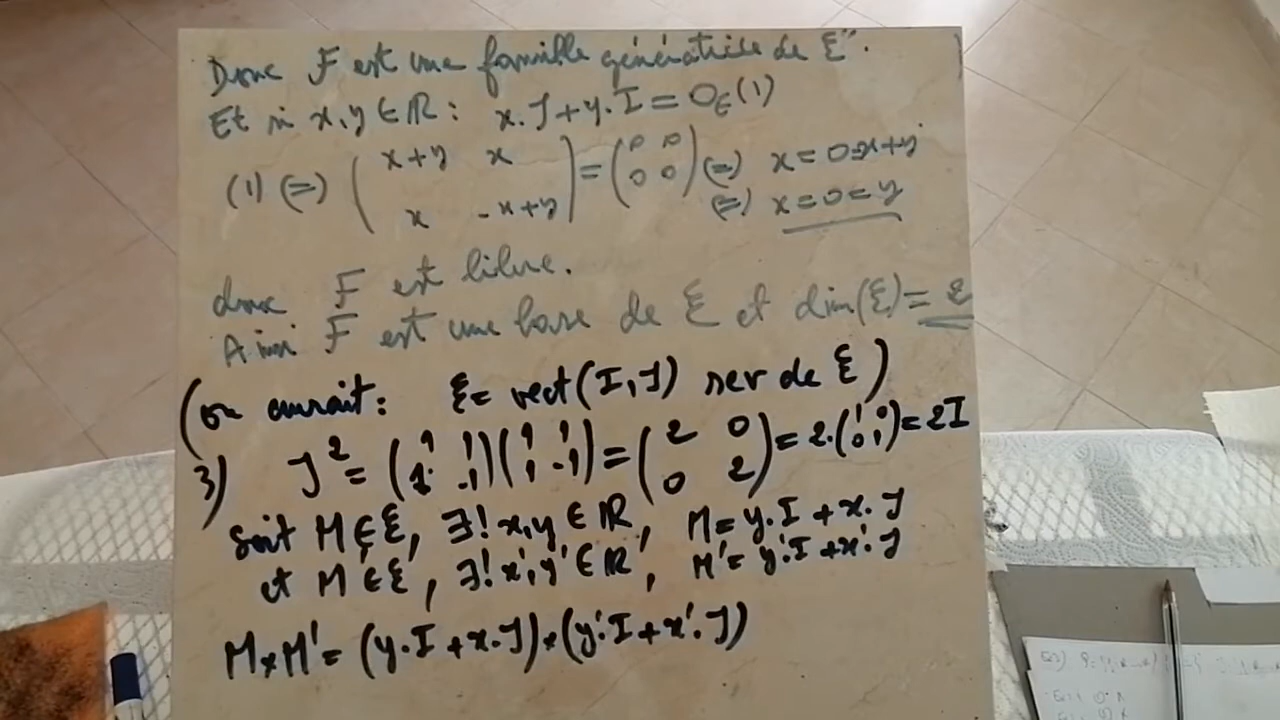 Donc F est une famille génératrice de E".
Et si x,y ∈ ℝ : x.J+y.I = 0_E (1)
(1) (=) ( x+y x ; x -x+y ) = ( 0 0 ; 0 0 ) (=) x=0=x+y
(=) x=0=y
donc F est libre.
Ainsi F est une base de E et dim(E)= 2
(on aurait: E= vect(I,J) sev de E)
3) J² = ( 1 1 ; 1 -1 )( 1 1 ; 1 -1 ) = ( 2 0 ; 0 2 ) = 2.( 1 0 ; 0 1 ) = 2I
Soit M ∈ E, ∃! x,y ∈ ℝ, M= y.I + x.J
et M' ∈ E, ∃! x',y' ∈ ℝ, M'= y'.I + x'.J
M×M' = (y.I + x.J)×(y'.I + x'.J)